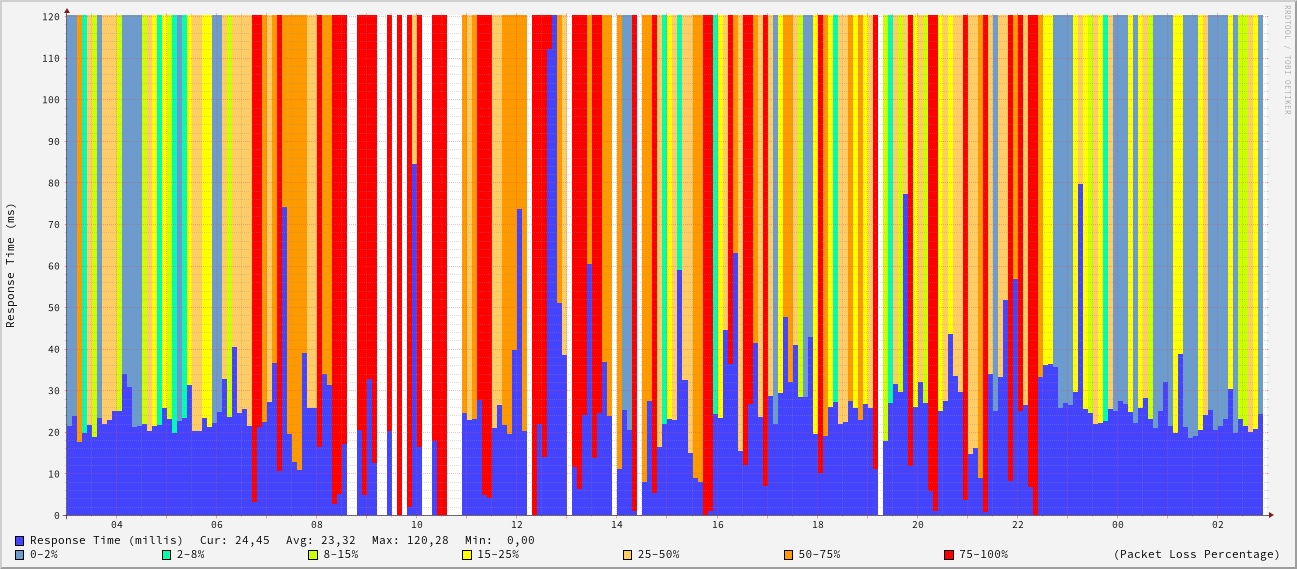 120
110
100
90
80
70
60
50
40
30
20
10
0
Response Time (ms)
RRDTOOL / TOBI OETIKER
04 06 08 10 12 14 16 18 20 22 00 02
Response Time (millis) Cur: 24,45 Avg: 23,32 Max: 120,28 Min: 0,00
0-2% 2-8% 8-15% 15-25% 25-50% 50-75% 75-100% (Packet Loss Percentage)